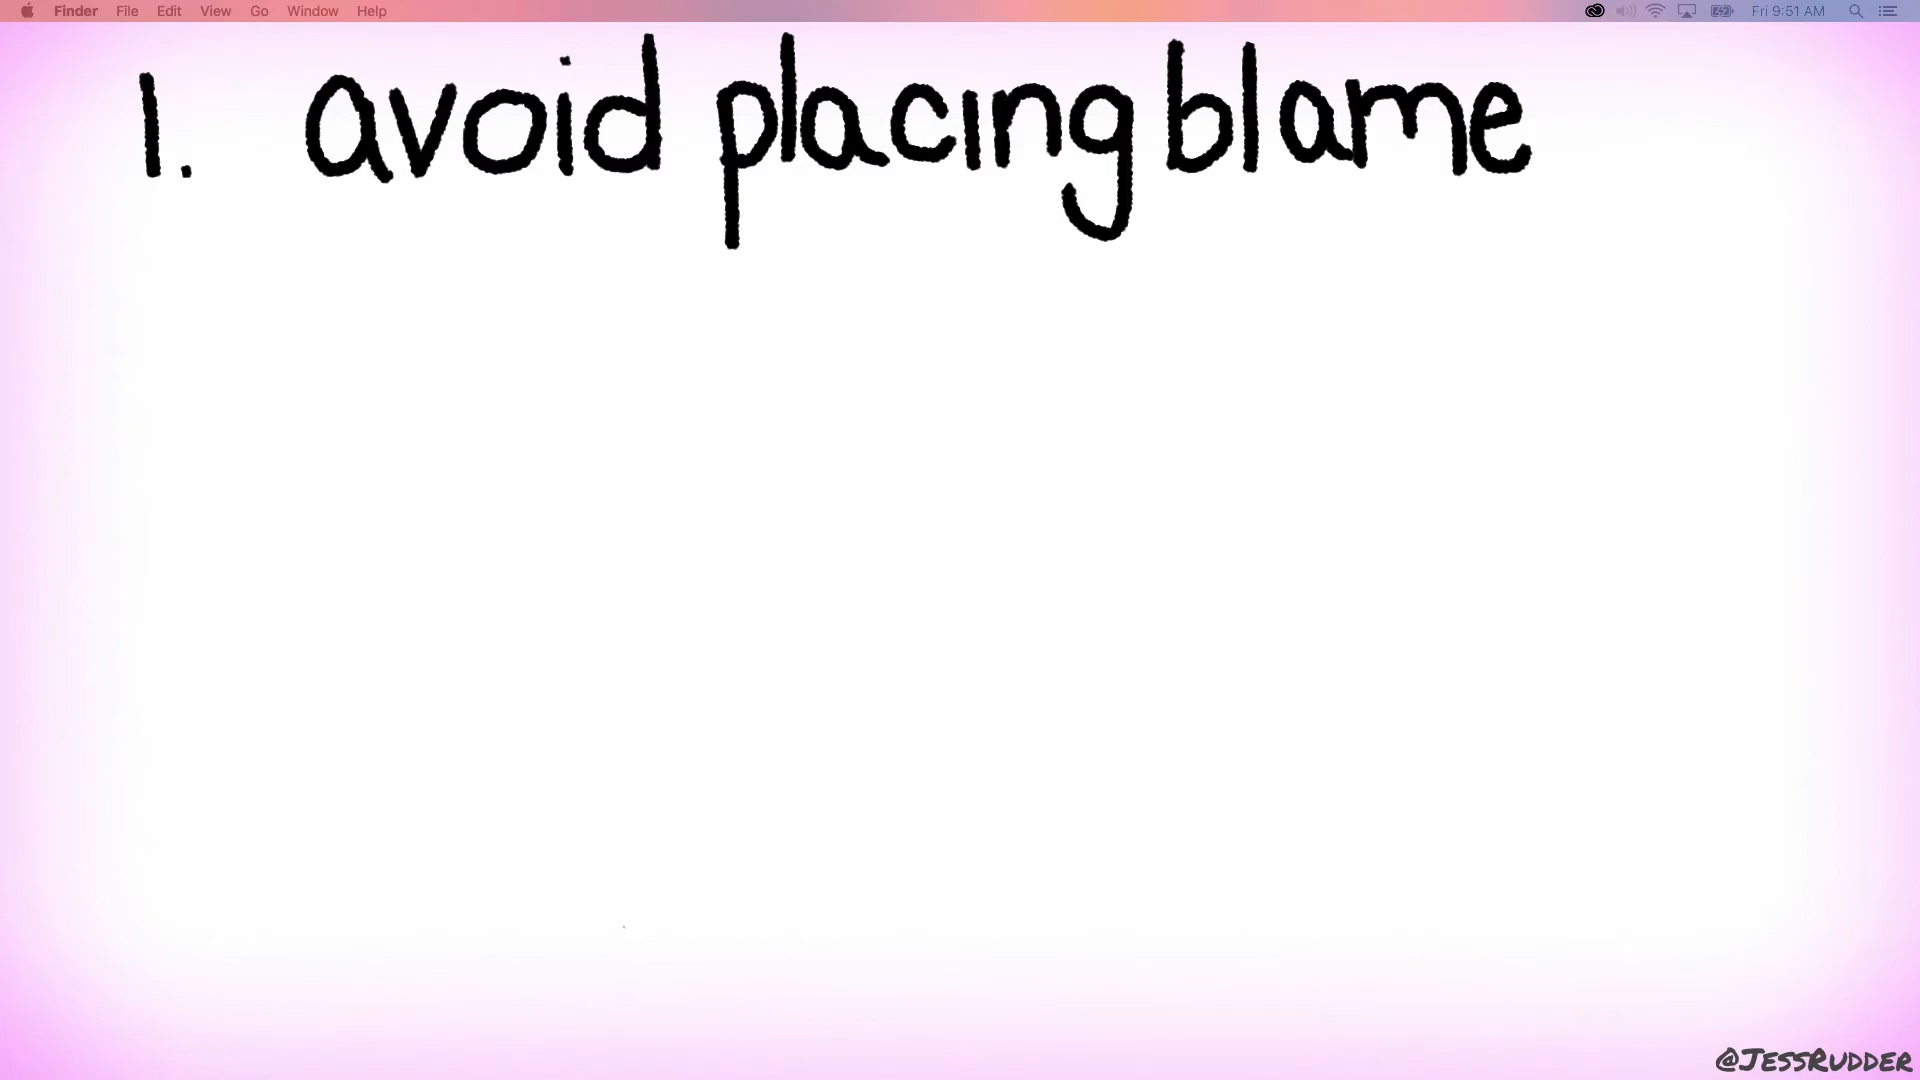 Finder File Edit View Go Window Help Fri 9:51 AM
1. avoid placing blame
@JessRudder